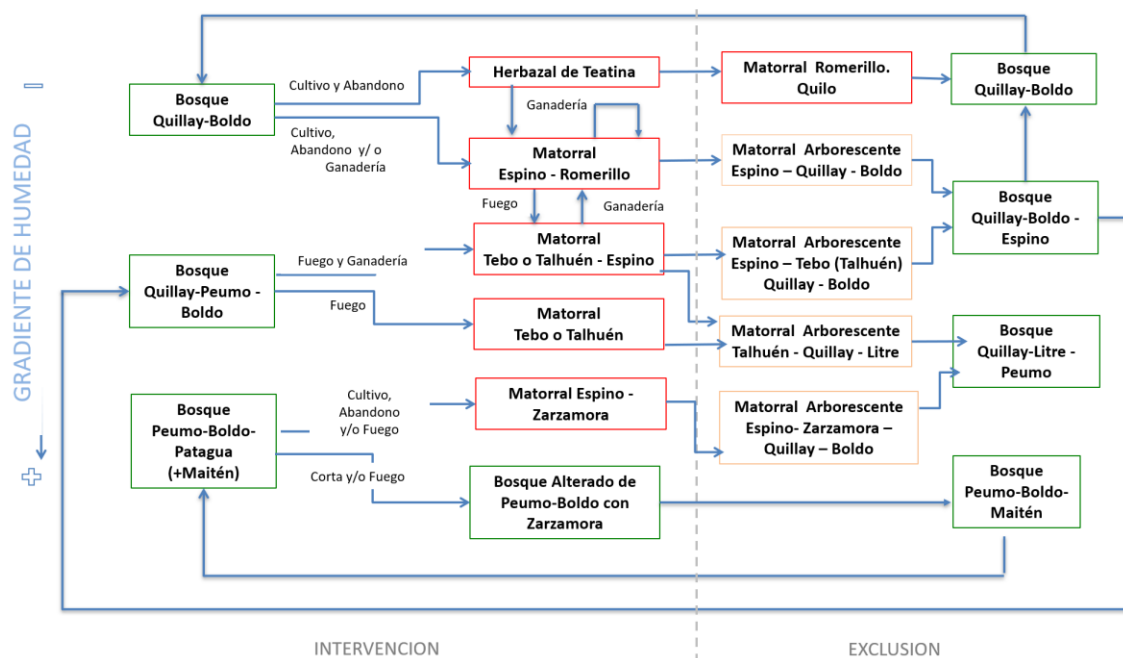 GRADIENTE DE HUMEDAD
Bosque
Quillay-Boldo
Cultivo y Abandono
Cultivo,
Abandono y/ o
Ganadería
Herbazal de Teatina
Ganadería
Matorral
Espino - Romerillo
Fuego
Ganadería
Matorral Romerillo.
Quilo
Bosque
Quillay-Boldo
Matorral Arborescente
Espino – Quillay - Boldo
Bosque
Quillay-Boldo -
Espino
Bosque
Quillay-Peumo -
Boldo
Fuego y Ganadería
Fuego
Matorral
Tebo o Talhuén - Espino
Matorral
Tebo o Talhuén
Matorral Arborescente
Espino – Tebo (Talhuén)
Quillay - Boldo
Matorral Arborescente
Talhuén - Quillay - Litre
Bosque
Quillay-Litre -
Peumo
Bosque
Peumo-Boldo-
Patagua
(+Maitén)
Cultivo,
Abandono
y/o Fuego
Corta y/o Fuego
Matorral Espino -
Zarzamora
Bosque Alterado de
Peumo-Boldo con
Zarzamora
Matorral Arborescente
Espino- Zarzamora –
Quillay – Boldo
Bosque
Peumo-Boldo-
Maitén
INTERVENCION
EXCLUSION